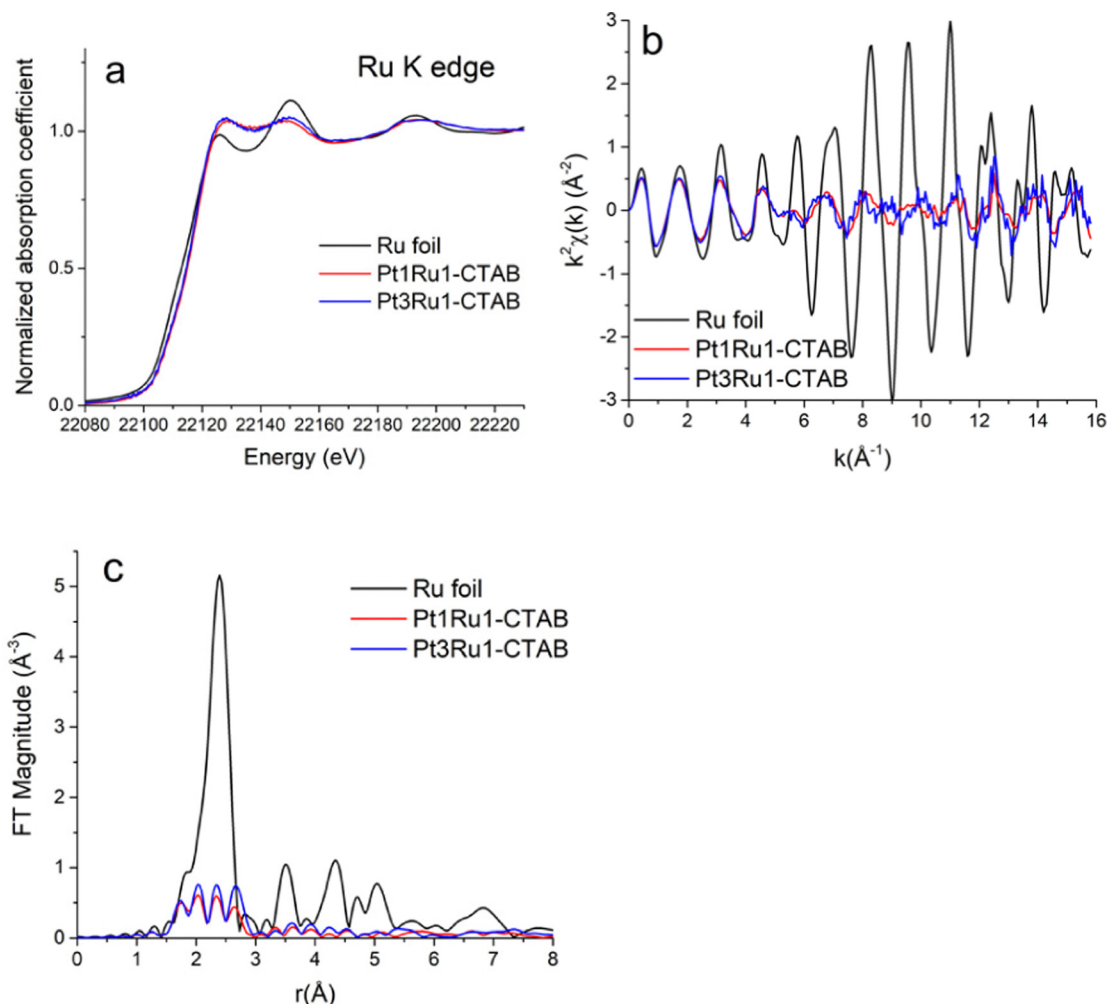 a
Ru K edge
Normalized absorption coefficient
1.0
0.5
0.0
Ru foil
Pt1Ru1-CTAB
Pt3Ru1-CTAB
22080 22100 22120 22140 22160 22180 22200 22220
Energy (eV)
b
k²χ(k) (Å⁻²)
3
2
1
0
-1
-2
-3
Ru foil
Pt1Ru1-CTAB
Pt3Ru1-CTAB
0 2 4 6 8 10 12 14 16
k(Å⁻¹)
c
FT Magnitude (Å⁻³)
5
4
3
2
1
0
Ru foil
Pt1Ru1-CTAB
Pt3Ru1-CTAB
0 1 2 3 4 5 6 7 8
r(Å)